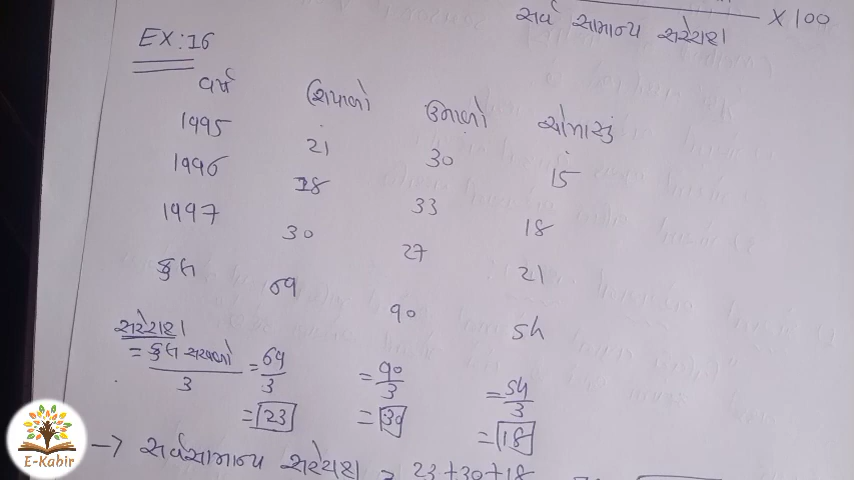 સર્વ સામાન્ય સરેરાશ × 100
EX:16
વર્ષ શિયાળો ઉનાળો ચોમાસું
1995 21 30 15
1996 18 33 18
1997 30 27 21
કુલ 69 90 54
સરેરાશ
= કુલ સરવાળો / 3 = 69/3 = 90/3 = 54/3
= 23 = 30 = 18
→ સર્વસામાન્ય સરેરાશ = 23+30+18
E-Kabir